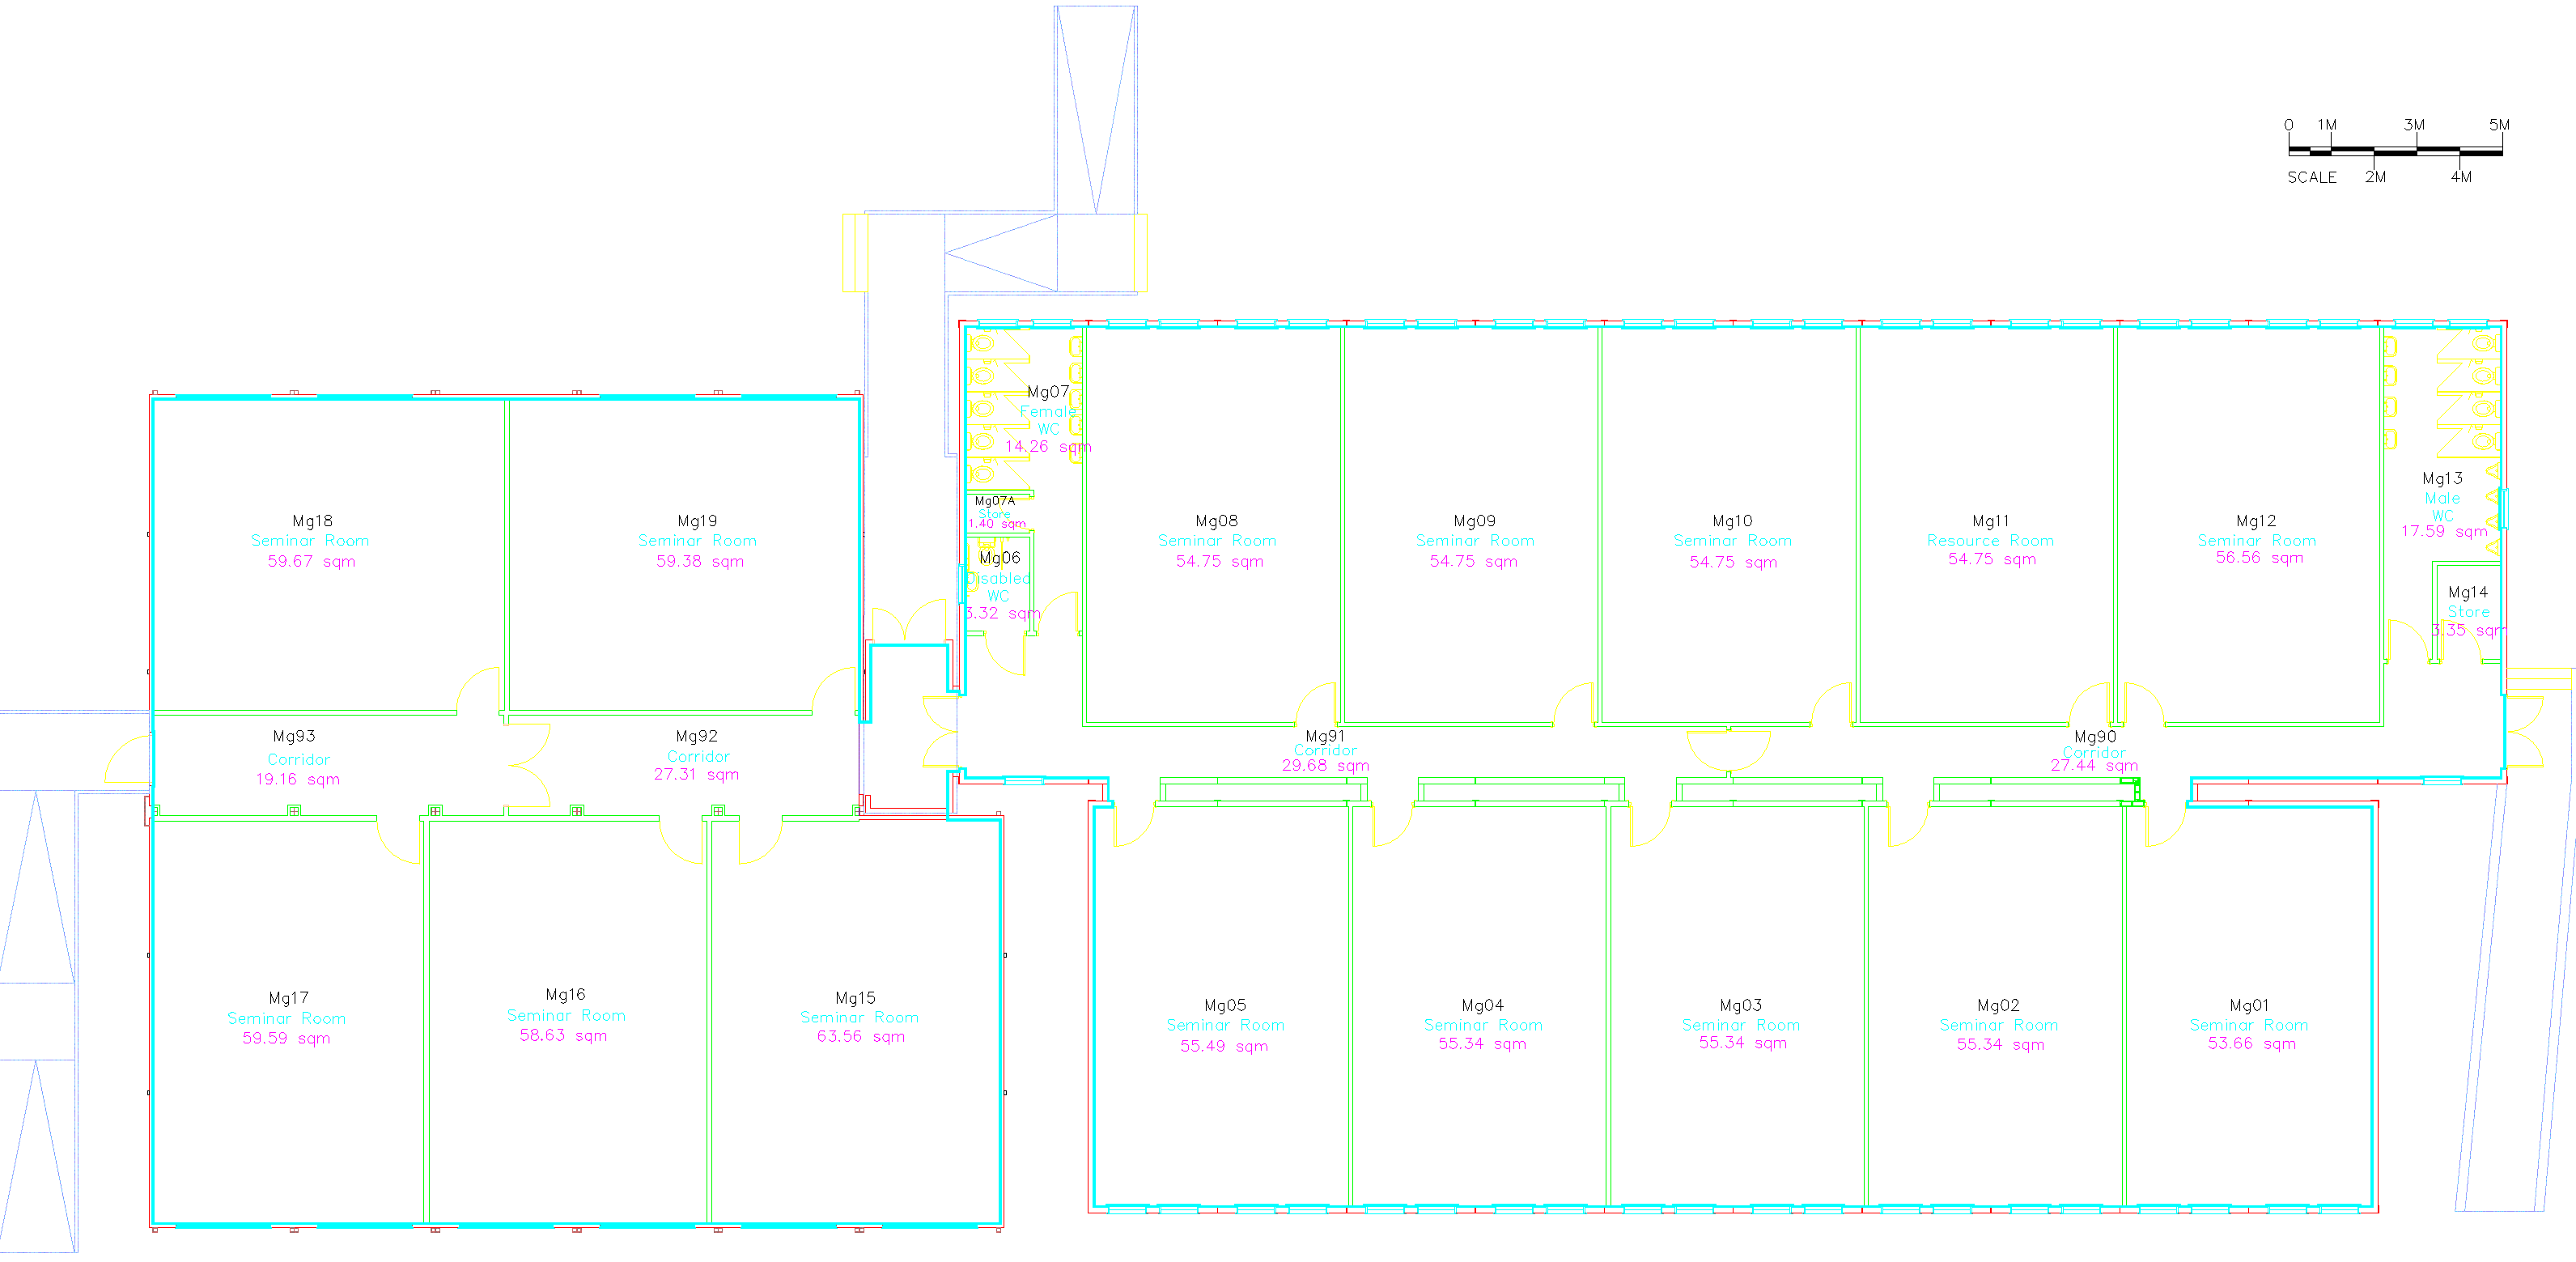 0 1M 3M 5M
SCALE 2M 4M
Mg07
Female
WC
14.26 sqm
Mg07A
Store
1.40 sqm
Mg06
Disabled
WC
3.32 sqm
Mg18
Seminar Room
59.67 sqm
Mg19
Seminar Room
59.38 sqm
Mg08
Seminar Room
54.75 sqm
Mg09
Seminar Room
54.75 sqm
Mg10
Seminar Room
54.75 sqm
Mg11
Resource Room
54.75 sqm
Mg12
Seminar Room
56.56 sqm
Mg13
Male
WC
17.59 sqm
Mg14
Store
3.35 sqm
Mg93
Corridor
19.16 sqm
Mg92
Corridor
27.31 sqm
Mg91
Corridor
29.68 sqm
Mg90
Corridor
27.44 sqm
Mg17
Seminar Room
59.59 sqm
Mg16
Seminar Room
58.63 sqm
Mg15
Seminar Room
63.56 sqm
Mg05
Seminar Room
55.49 sqm
Mg04
Seminar Room
55.34 sqm
Mg03
Seminar Room
55.34 sqm
Mg02
Seminar Room
55.34 sqm
Mg01
Seminar Room
53.66 sqm